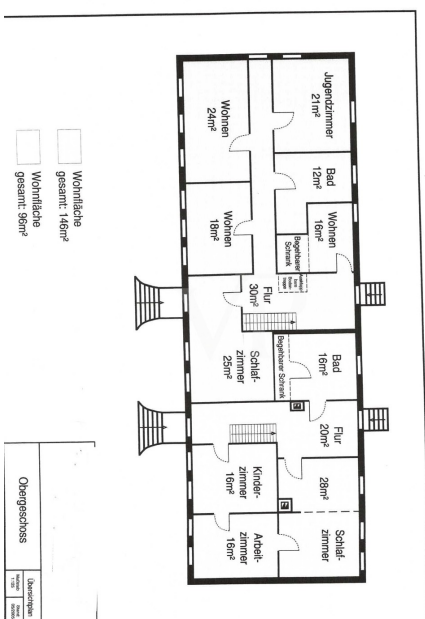 Jugendzimmer
21m²
Wohnen
24m²
Bad
12m²
Wohnen
16m²
Wohnen
18m²
Begehbarer
Schrank
Flur
30m²
Bad
16m²
Begehbarer Schrank
Schlaf-
zimmer
25m²
Flur
20m²
28m²
Schlaf-
zimmer
Kinder-
zimmer
16m²
Arbeit-
zimmer
16m²
Wohnfläche
gesamt: 146m²
Wohnfläche
gesamt: 96m²
Obergeschoss
Übersichtplan